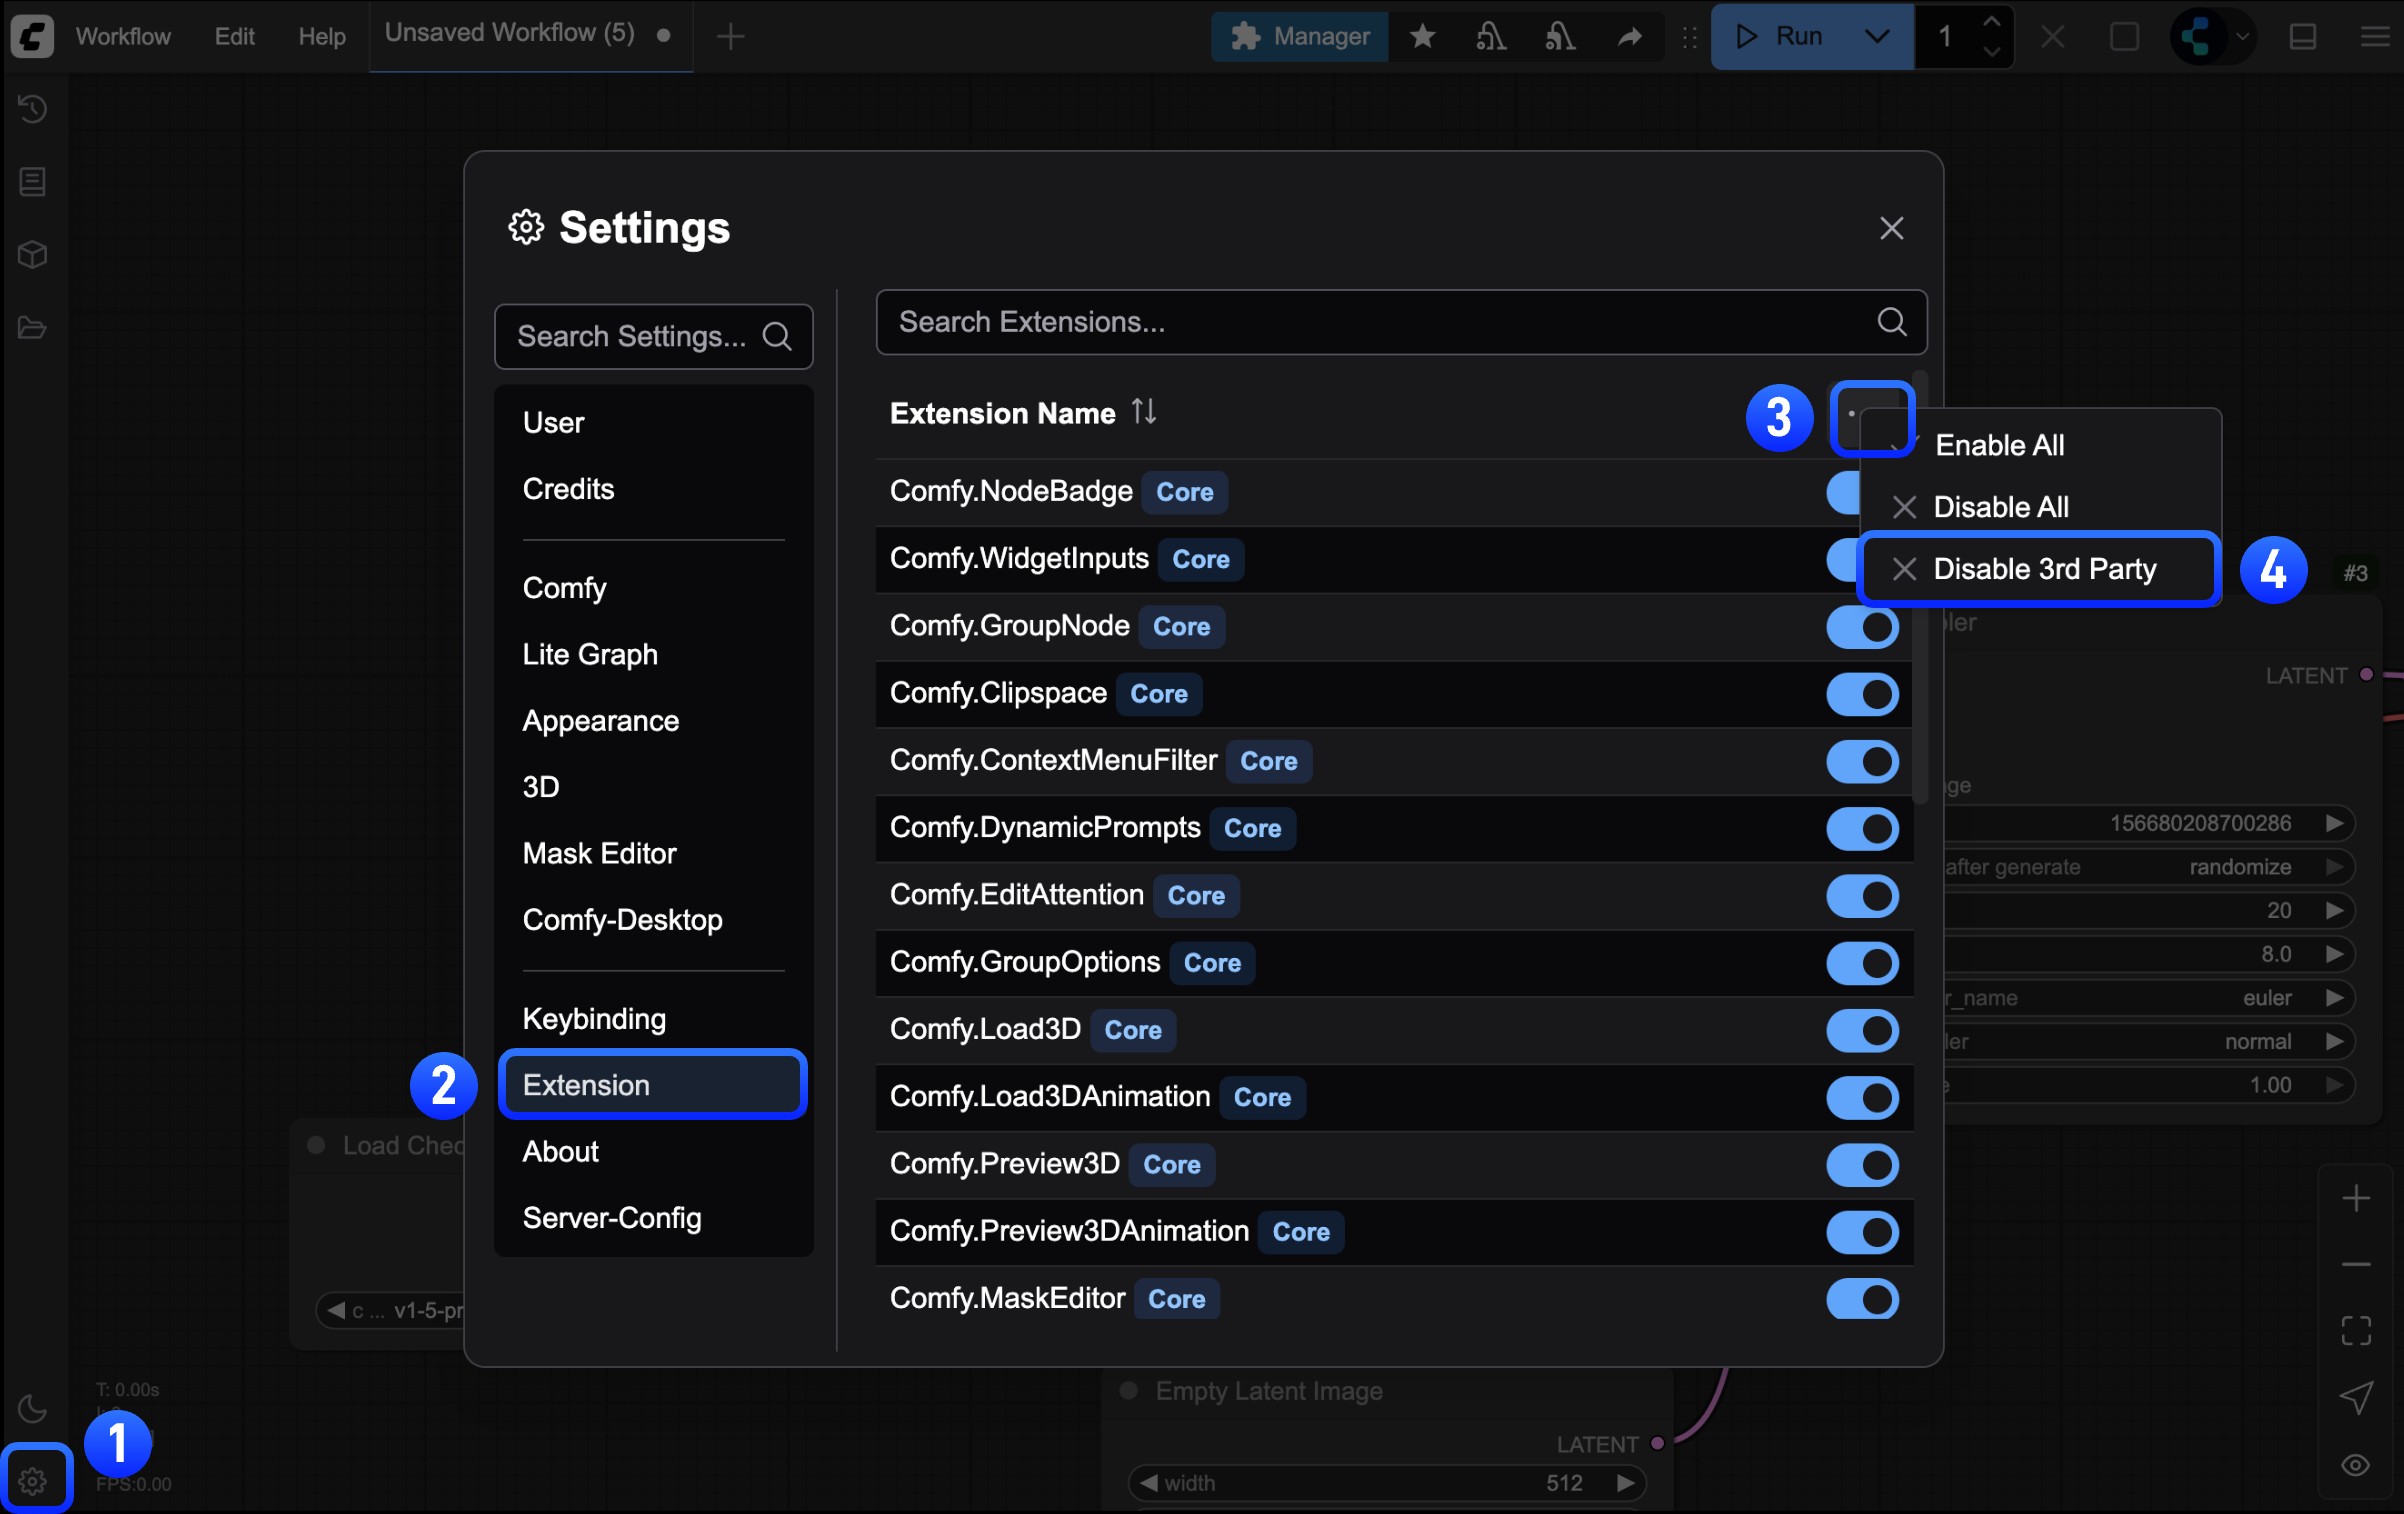 Workflow
Edit
Help
Unsaved Workflow (5)
Manager
Run
1
Settings
Search Settings...
Search Extensions...
User
Credits
Comfy
Lite Graph
Appearance
3D
Mask Editor
Comfy-Desktop
Keybinding
2
Extension
About
Server-Config
Extension Name
3
Enable All
Disable All
Disable 3rd Party
4
Comfy.NodeBadge Core
Comfy.WidgetInputs Core
Comfy.GroupNode Core
Comfy.Clipspace Core
Comfy.ContextMenuFilter Core
Comfy.DynamicPrompts Core
Comfy.EditAttention Core
Comfy.GroupOptions Core
Comfy.Load3D Core
Comfy.Load3DAnimation Core
Comfy.Preview3D Core
Comfy.Preview3DAnimation Core
Comfy.MaskEditor Core
#3
ler
LATENT
ge
156680208700286
after generate randomize
20
8.0
r_name euler
ler normal
e 1.00
Load Chec
c ... v1-5-pr
T: 0.00s
1
FPS:0.00
Empty Latent Image
LATENT
width 512